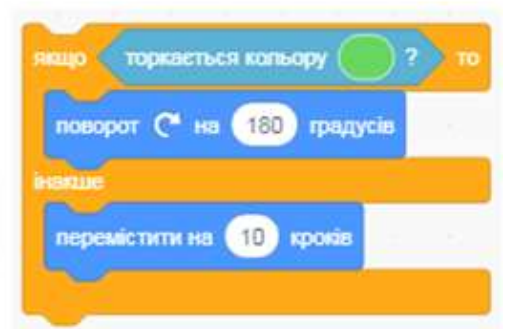 якщо торкається кольору ? то
поворот на 180 градусів
інакше
перемістити на 10 кроків